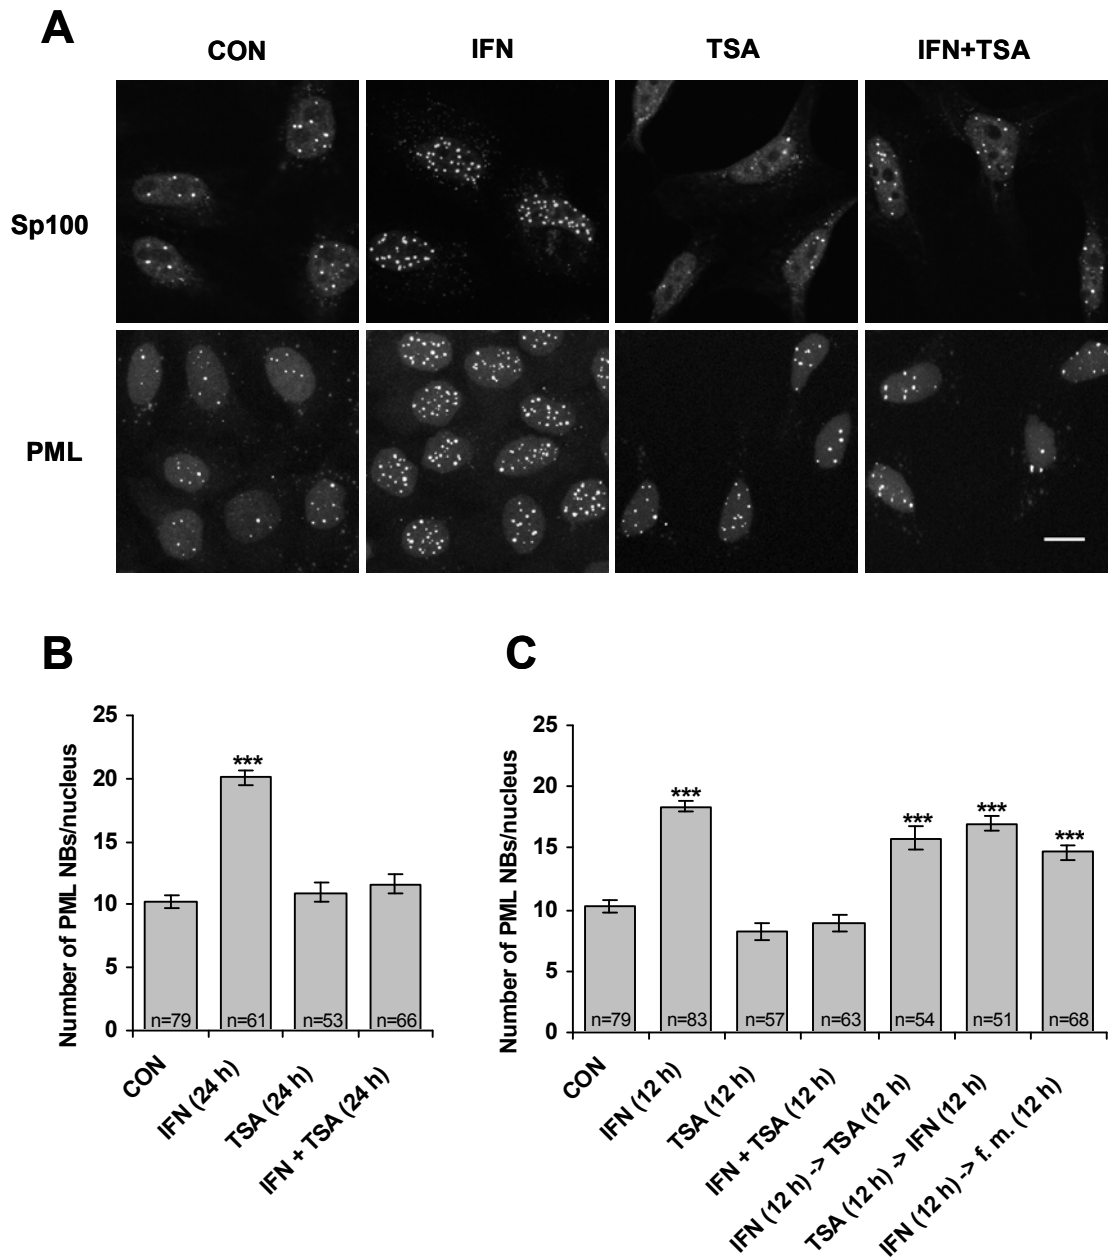 A
CON IFN TSA IFN+TSA
Sp100
PML
B
Number of PML NBs/nucleus
25
20
15
10
5
0
***
n=79 n=61 n=53 n=66
CON
IFN (24 h)
TSA (24 h)
IFN + TSA (24 h)
C
Number of PML NBs/nucleus
25
20
15
10
5
0
***
***
***
***
n=79 n=83 n=57 n=63 n=54 n=51 n=68
CON
IFN (12 h)
TSA (12 h)
IFN + TSA (12 h)
IFN (12 h) -> TSA (12 h)
TSA (12 h) -> IFN (12 h)
IFN (12 h) -> f. m. (12 h)